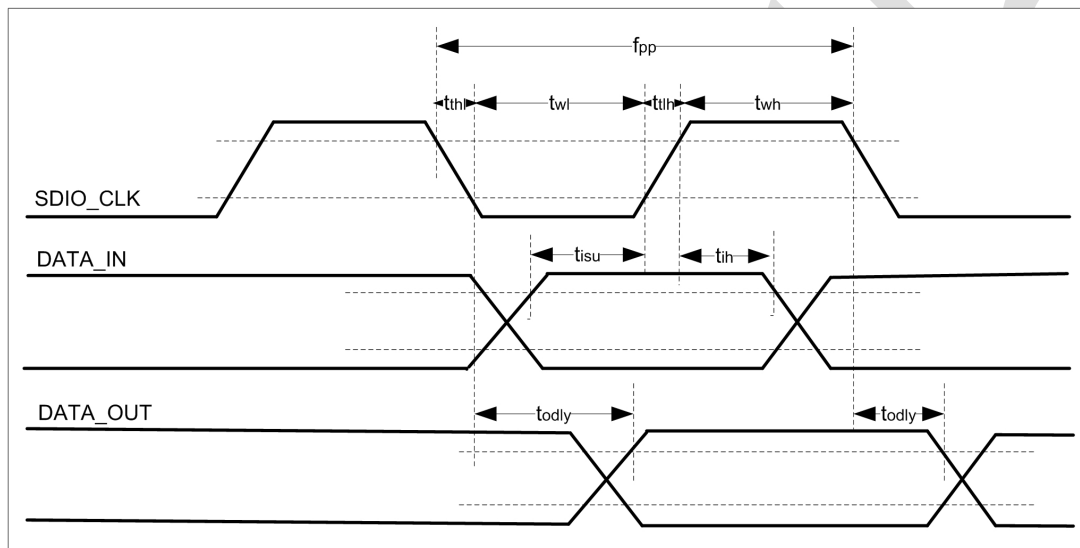 fpp
tthl twl ttlh twh
SDIO_CLK
DATA_IN
tisu tih
DATA_OUT
todly todly